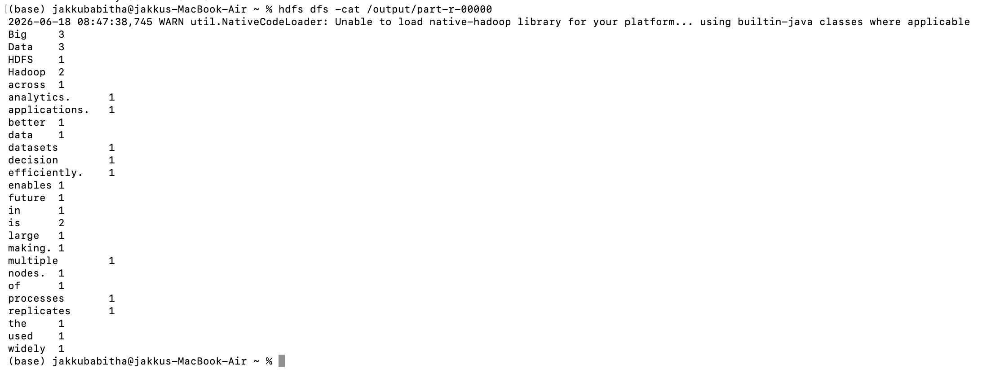 [(base) jakkubabitha@jakkus-MacBook-Air ~ % hdfs dfs -cat /output/part-r-00000
2026-06-18 08:47:38,745 WARN util.NativeCodeLoader: Unable to load native-hadoop library for your platform... using builtin-java classes where applicable
Big	3
Data	3
HDFS	1
Hadoop	2
across	1
analytics.	1
applications.	1
better	1
data	1
datasets	1
decision	1
efficiently.	1
enables	1
future	1
in	1
is	2
large	1
making.	1
multiple	1
nodes.	1
of	1
processes	1
replicates	1
the	1
used	1
widely	1
(base) jakkubabitha@jakkus-MacBook-Air ~ %